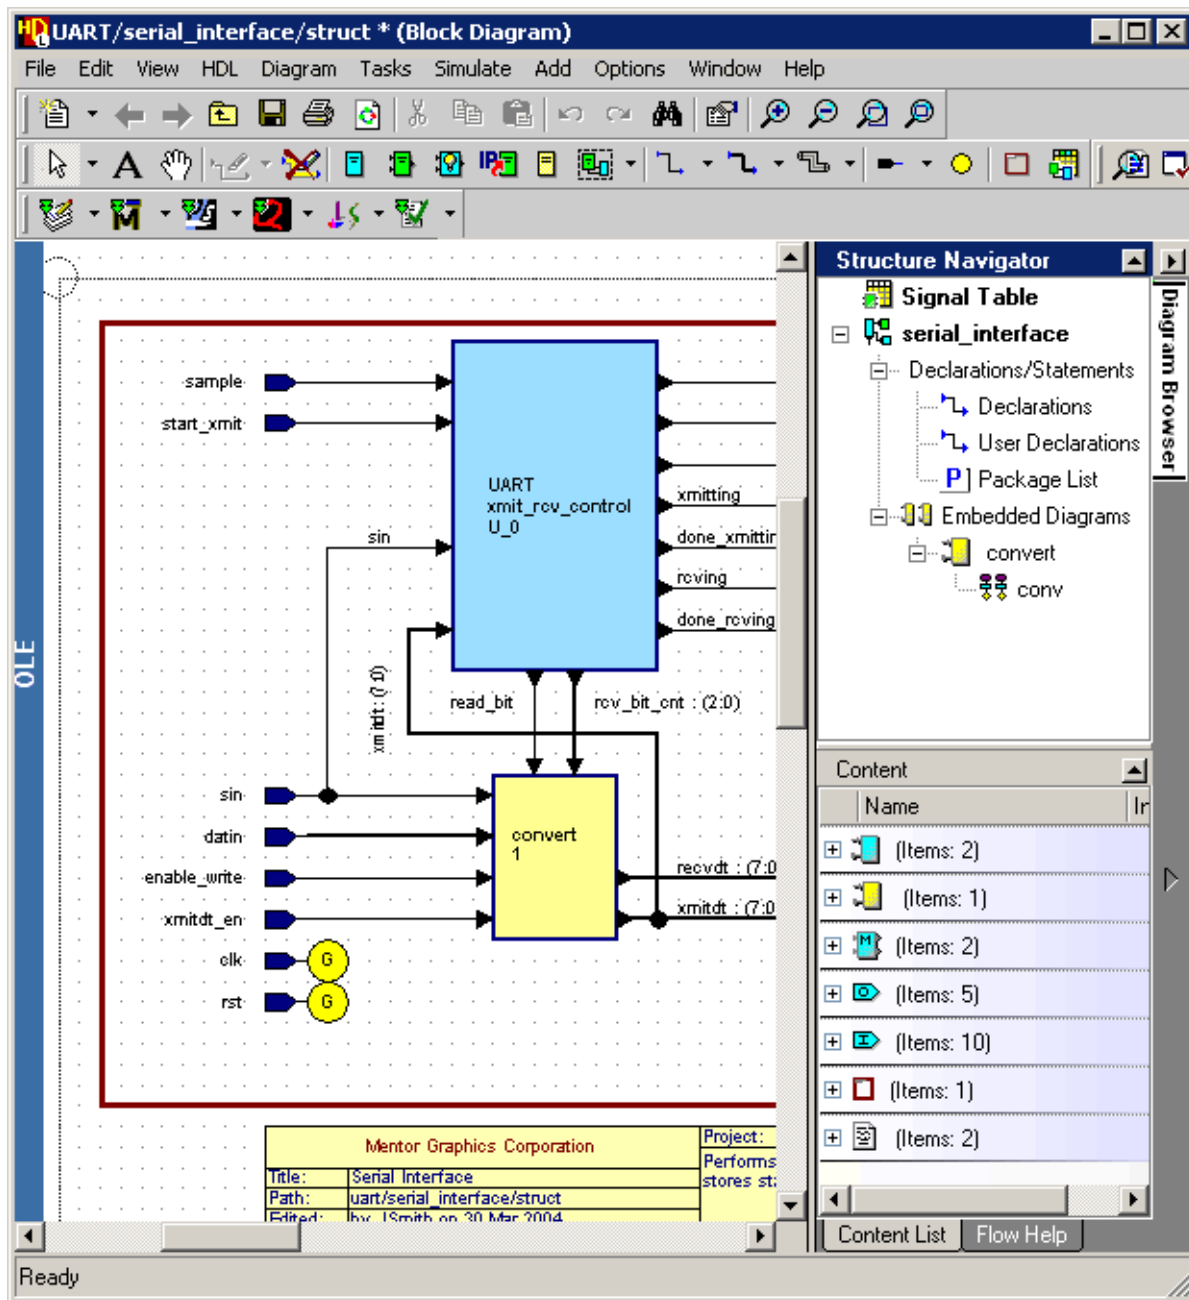 UART/serial_interface/struct * (Block Diagram)
File Edit View HDL Diagram Tasks Simulate Add Options Window Help
OLE
sample
start_xmit
UART
xmit_rcv_control
U_0
xmitting
sin
done_xmittin
rcving
done_rcving
xmitdt : (7:0)
read_bit
rcv_bit_cnt : (2:0)
sin
datin
convert
1
enable_write
recvdt : (7:0
xmitdt_en
xmitdt : (7:0
clk
G
rst
G
Mentor Graphics Corporation
Project:
Performs
stores sta
Title: Serial Interface
Path: uart/serial_interface/struct
Edited: by JSmith on 30 Mar 2004
Structure Navigator
Signal Table
serial_interface
Declarations/Statements
Declarations
User Declarations
P Package List
Embedded Diagrams
convert
conv
Diagram Browser
Content
Name In
(Items: 2)
(Items: 1)
M (Items: 2)
O (Items: 5)
I (Items: 10)
(Items: 1)
(Items: 2)
Content List Flow Help
Ready